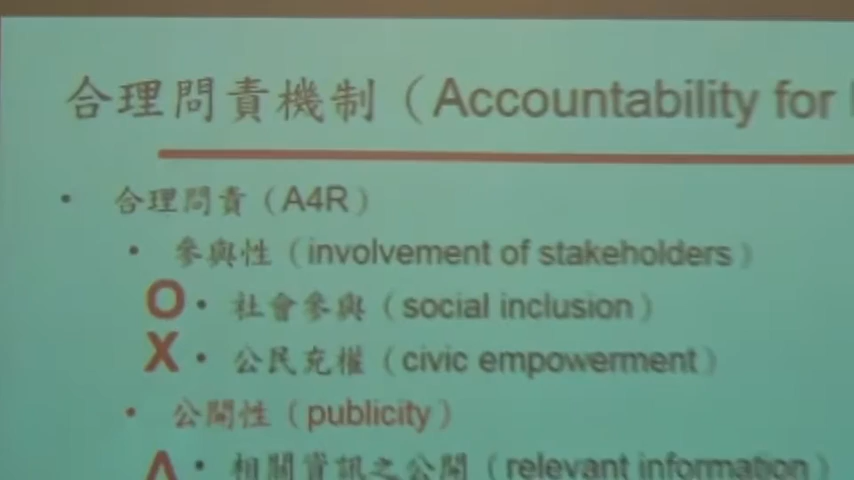 合理問責機制（Accountability for
• 合理問責（A4R）
• 參與性（involvement of stakeholders）
O • 社會參與（social inclusion）
X • 公民充權（civic empowerment）
• 公開性（publicity）
• 相關資訊之公開（relevant information）